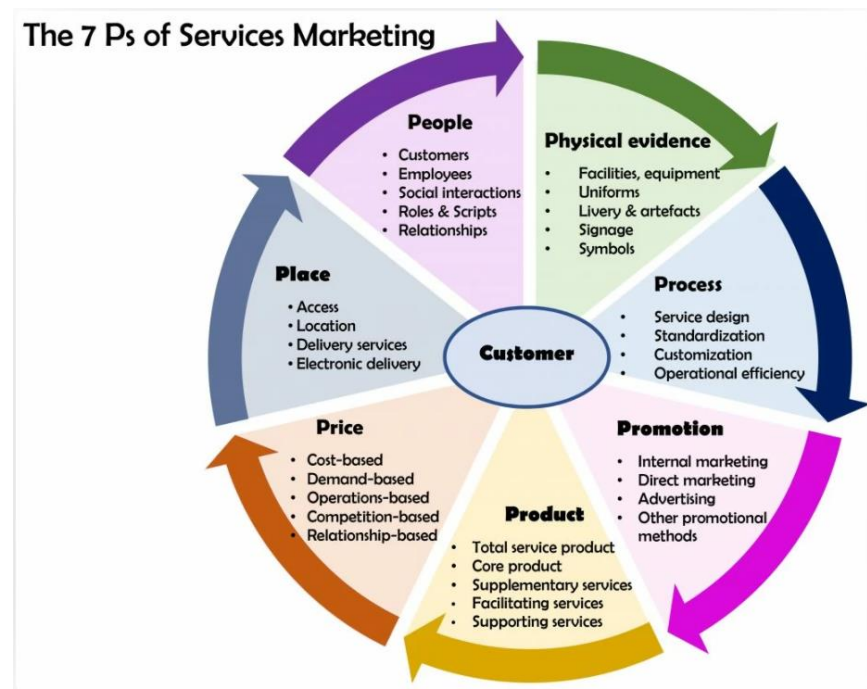 The 7 Ps of Services Marketing
People
• Customers
• Employees
• Social interactions
• Roles & Scripts
• Relationships
Physical evidence
• Facilities, equipment
• Uniforms
• Livery & artefacts
• Signage
• Symbols
Process
• Service design
• Standardization
• Customization
• Operational efficiency
Promotion
• Internal marketing
• Direct marketing
• Advertising
• Other promotional
methods
Product
• Total service product
• Core product
• Supplementary services
• Facilitating services
• Supporting services
Price
• Cost-based
• Demand-based
• Operations-based
• Competition-based
• Relationship-based
Place
• Access
• Location
• Delivery services
• Electronic delivery
Customer